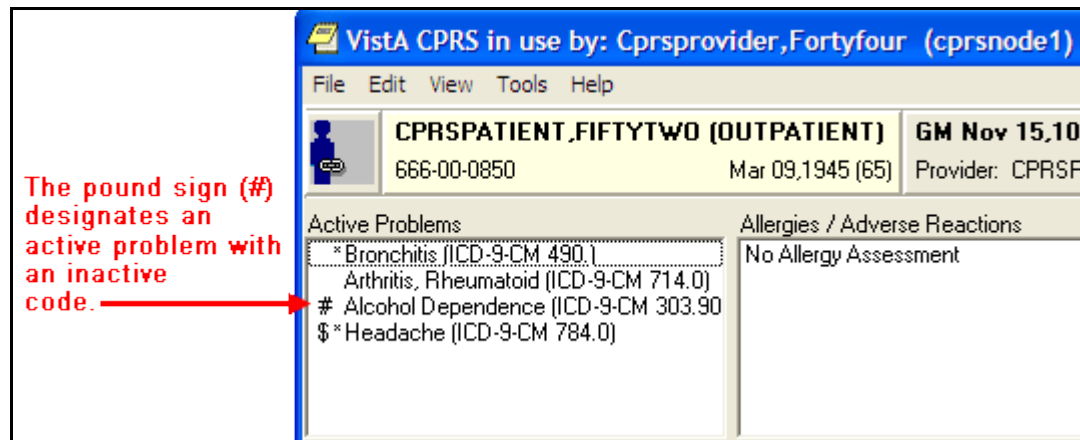 VistA CPRS in use by: Cprsprovider,Fortyfour (cprsnode1)
File Edit View Tools Help
CPRSPATIENT,FIFTYTWO (OUTPATIENT)
666-00-0850 Mar 09,1945 (65)
GM Nov 15,10
Provider: CPRSP
The pound sign (#)
designates an
active problem with
an inactive
code.
Active Problems
*Bronchitis (ICD-9-CM 490.)
Arthritis, Rheumatoid (ICD-9-CM 714.0)
# Alcohol Dependence (ICD-9-CM 303.90
$*Headache (ICD-9-CM 784.0)
Allergies / Adverse Reactions
No Allergy Assessment